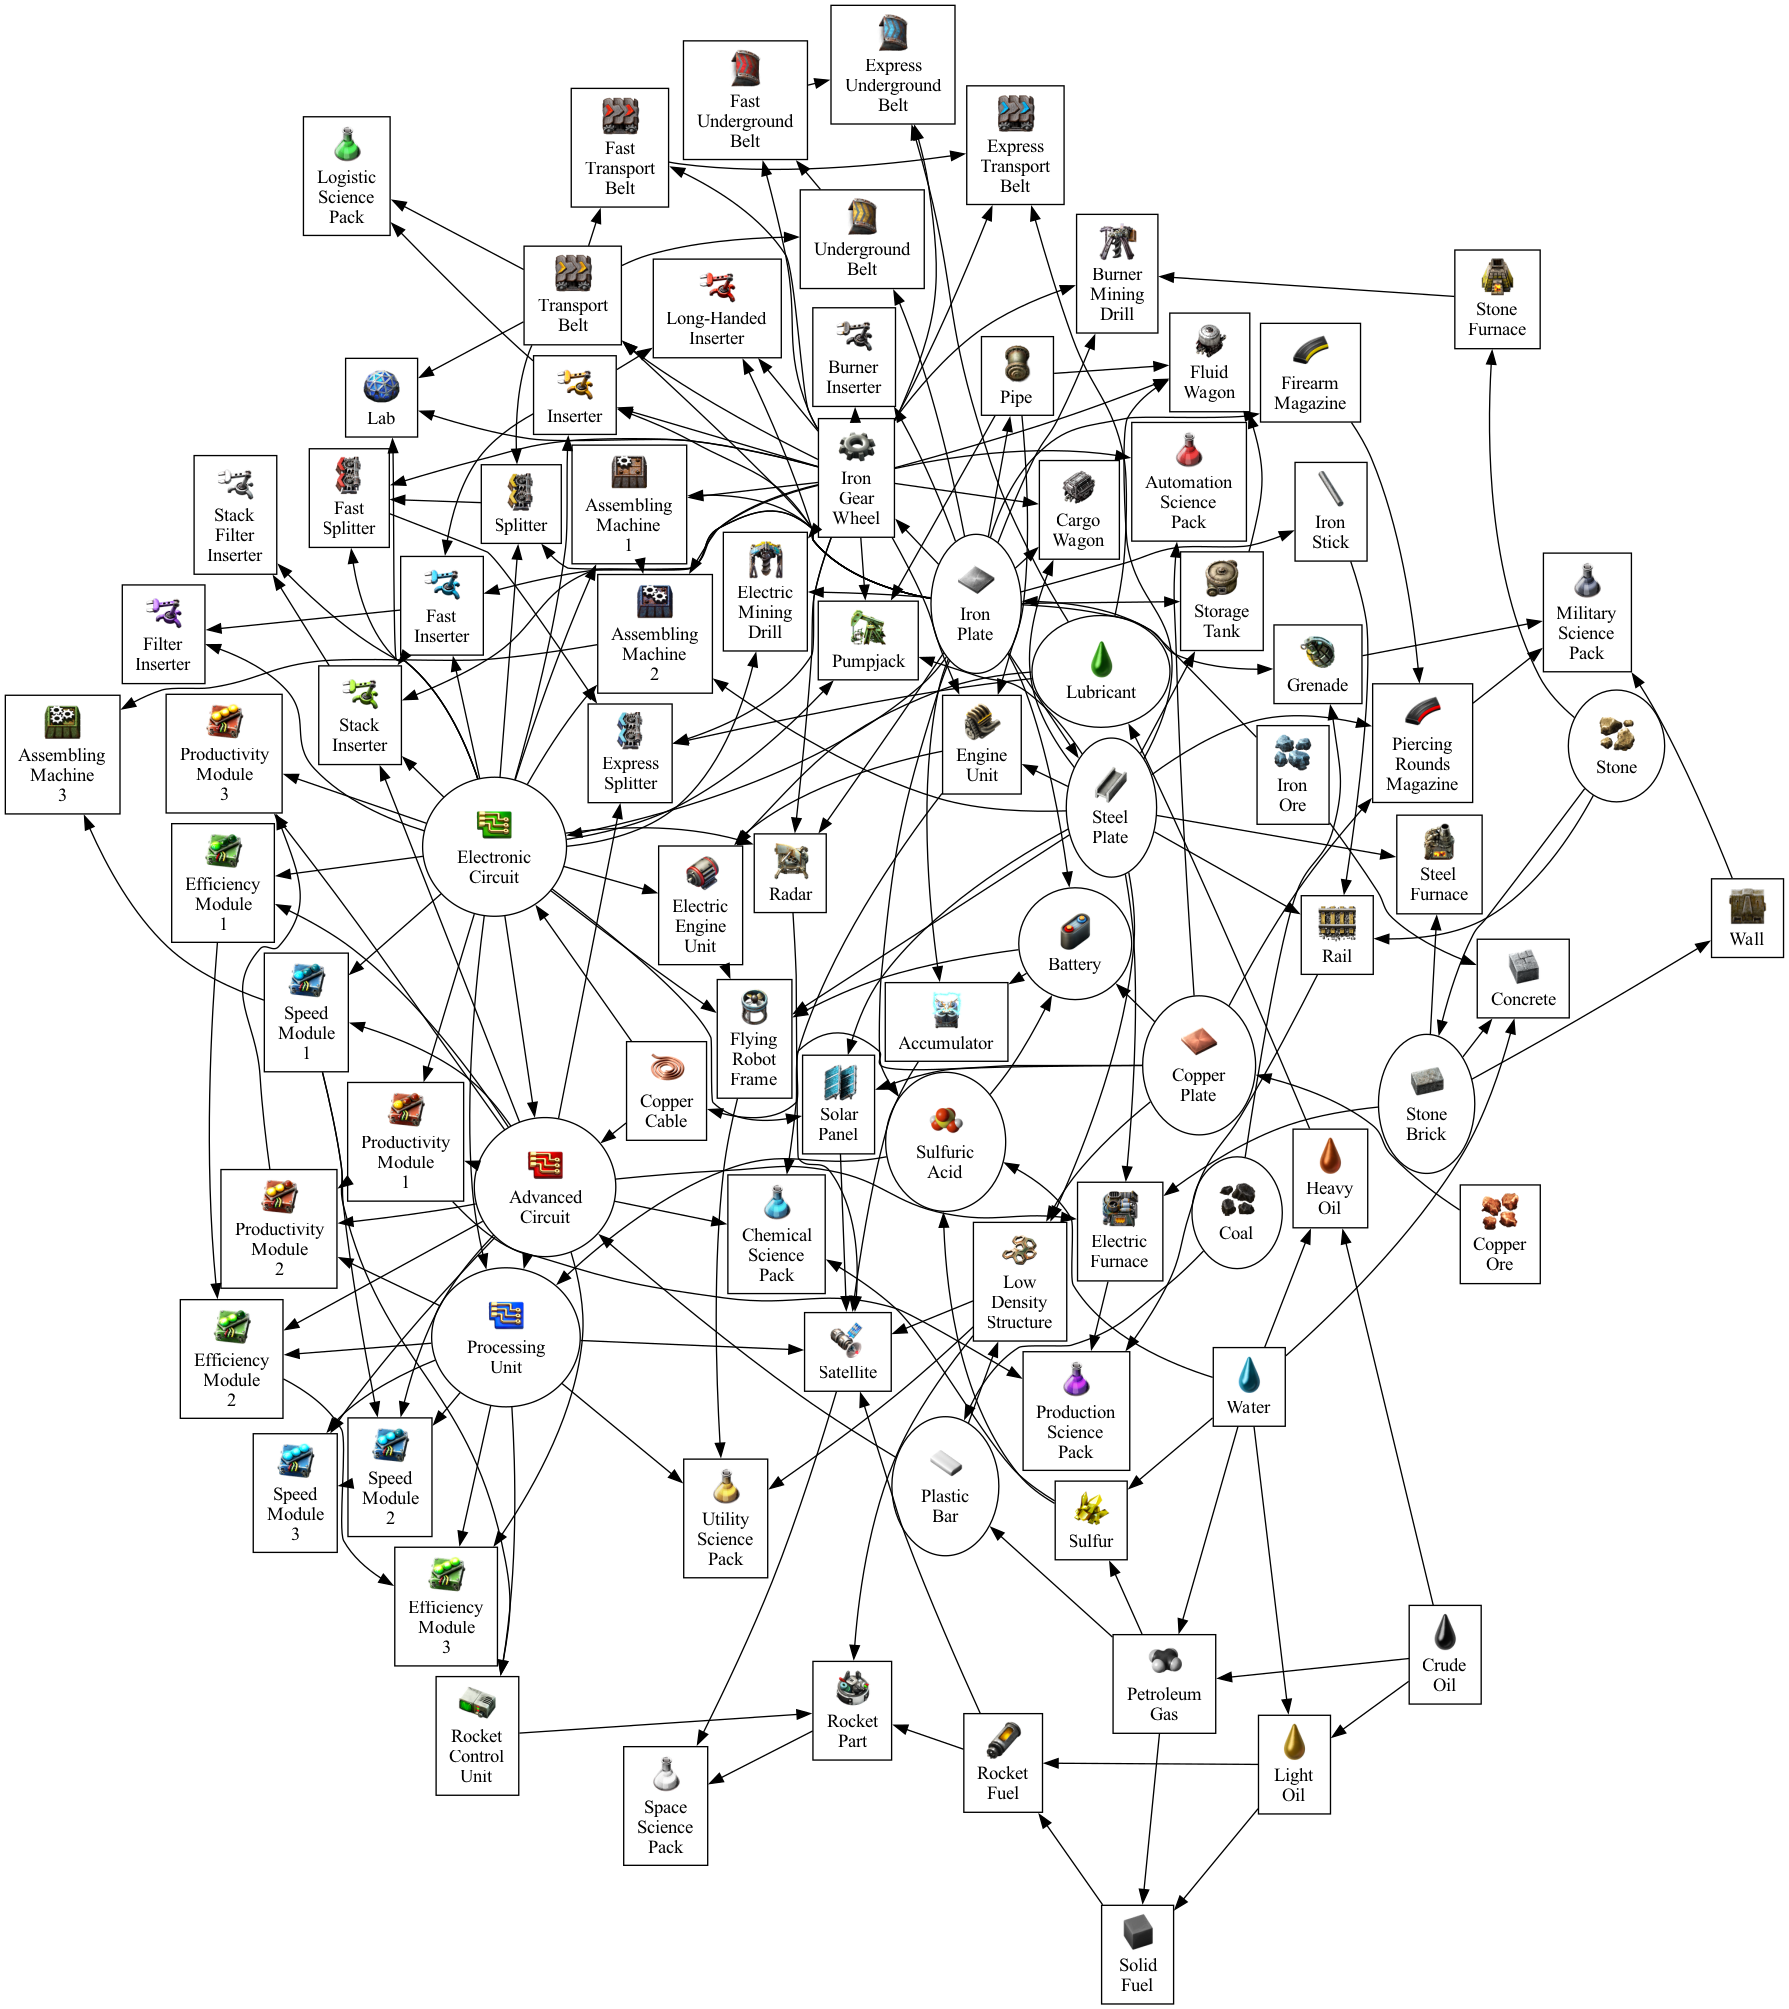 Express
Underground
Belt
Fast
Underground
Belt
Fast
Transport
Belt
Express
Transport
Belt
Logistic
Science
Pack
Underground
Belt
Burner
Mining
Drill
Stone
Furnace
Transport
Belt
Long-Handed
Inserter
Burner
Inserter
Pipe
Fluid
Wagon
Firearm
Magazine
Lab
Inserter
Iron
Gear
Wheel
Automation
Science
Pack
Stack
Filter
Inserter
Fast
Splitter
Splitter
Assembling
Machine
1
Cargo
Wagon
Iron
Stick
Electric
Mining
Drill
Iron
Plate
Storage
Tank
Military
Science
Pack
Filter
Inserter
Fast
Inserter
Assembling
Machine
2
Pumpjack
Lubricant
Grenade
Assembling
Machine
3
Productivity
Module
3
Stack
Inserter
Express
Splitter
Engine
Unit
Steel
Plate
Iron
Ore
Piercing
Rounds
Magazine
Stone
Efficiency
Module
1
Electronic
Circuit
Electric
Engine
Unit
Radar
Steel
Furnace
Speed
Module
1
Flying
Robot
Frame
Battery
Rail
Wall
Concrete
Accumulator
Productivity
Module
1
Copper
Cable
Solar
Panel
Sulfuric
Acid
Copper
Plate
Stone
Brick
Productivity
Module
2
Advanced
Circuit
Chemical
Science
Pack
Low
Density
Structure
Electric
Furnace
Coal
Heavy
Oil
Copper
Ore
Efficiency
Module
2
Processing
Unit
Satellite
Production
Science
Pack
Water
Speed
Module
3
Speed
Module
2
Utility
Science
Pack
Plastic
Bar
Sulfur
Efficiency
Module
3
Rocket
Control
Unit
Rocket
Part
Petroleum
Gas
Crude
Oil
Space
Science
Pack
Rocket
Fuel
Light
Oil
Solid
Fuel